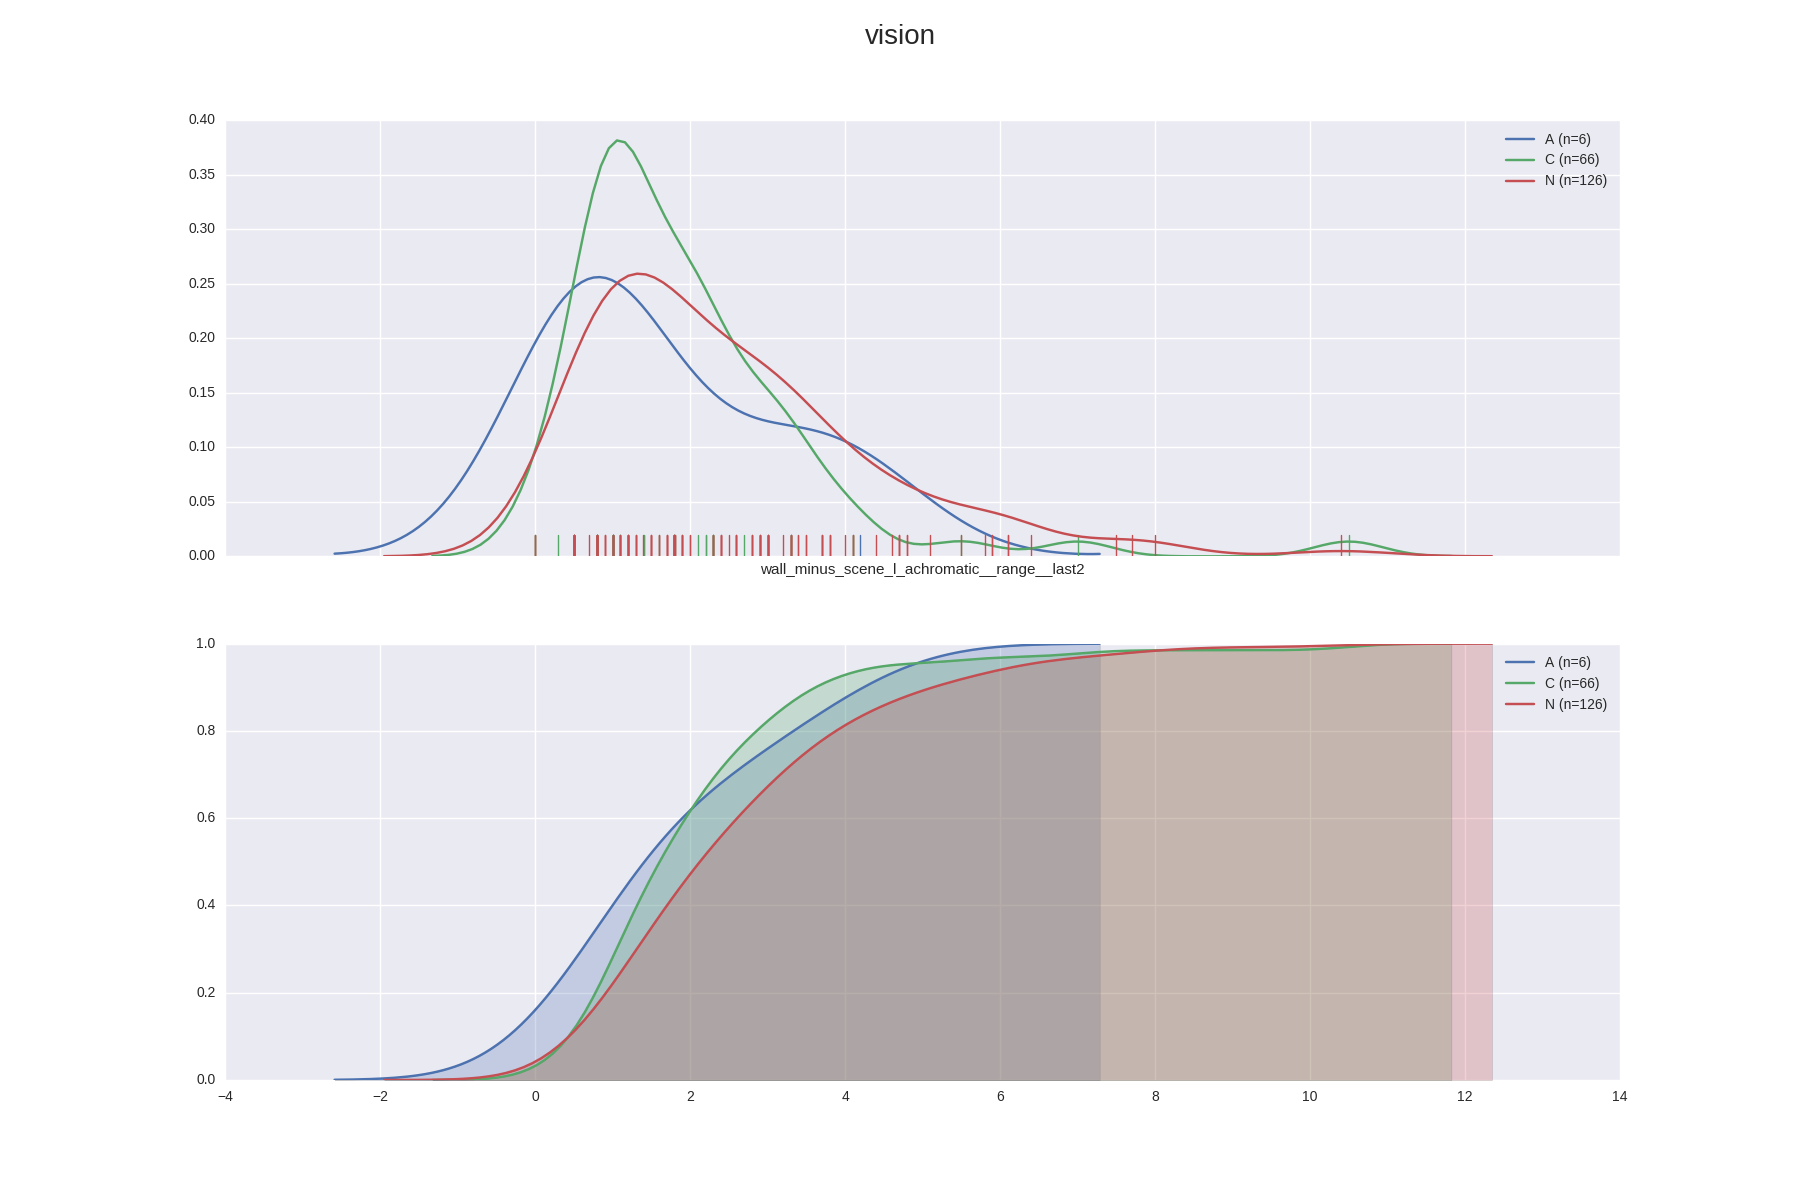 vision
0.40
0.35
0.30
0.25
0.20
0.15
0.10
0.05
0.00
A (n=6)
C (n=66)
N (n=126)
wall_minus_scene_l_achromatic__range__last2
1.0
0.8
0.6
0.4
0.2
0.0
A (n=6)
C (n=66)
N (n=126)
−4 −2 0 2 4 6 8 10 12 14